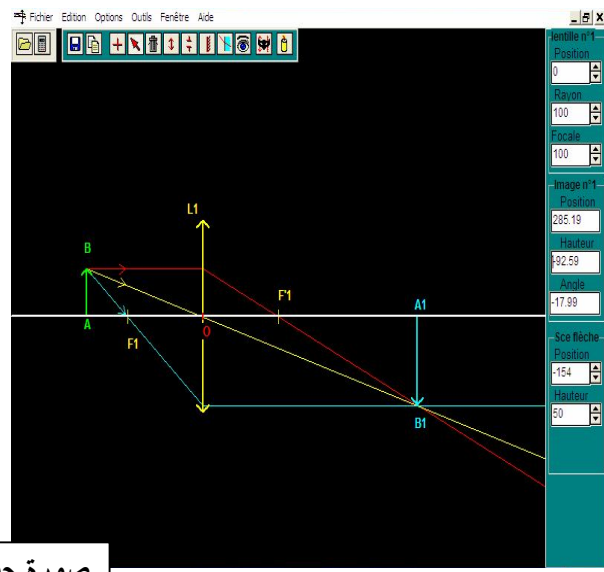 Fichier Edition Options Outils Fenêtre Aide
lentille n°1
Position
0
Rayon
100
Focale
100
Image n°1
Position
285.19
Hauteur
-92.59
Angle
-17.99
Sce flèche
Position
-154
Hauteur
50
L1
B
A
F1
O
F'1
A1
B1
صورة